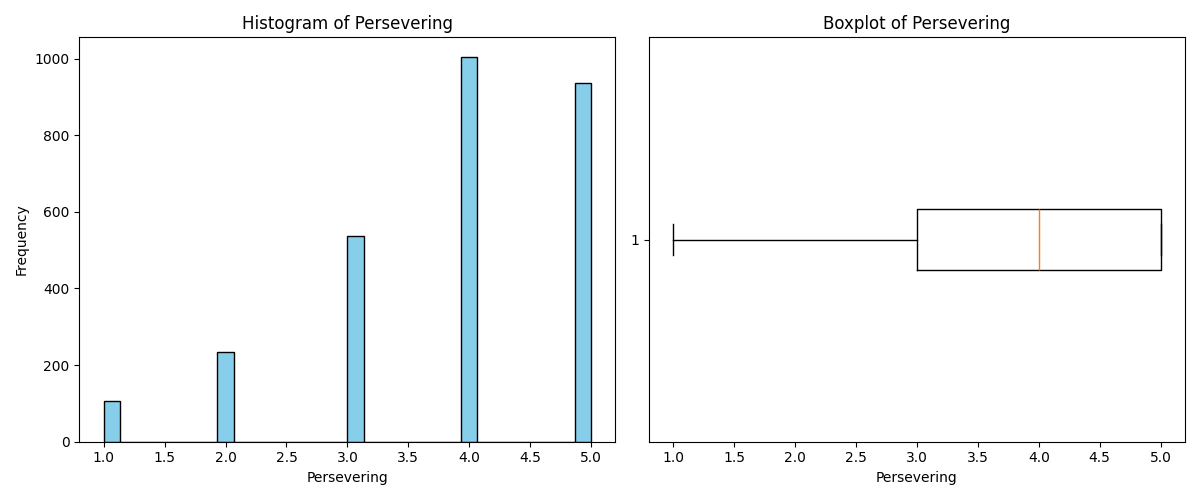 Histogram of Persevering
Frequency
1000
800
600
400
200
0
1.0 1.5 2.0 2.5 3.0 3.5 4.0 4.5 5.0
Persevering
Boxplot of Persevering
1
1.0 1.5 2.0 2.5 3.0 3.5 4.0 4.5 5.0
Persevering